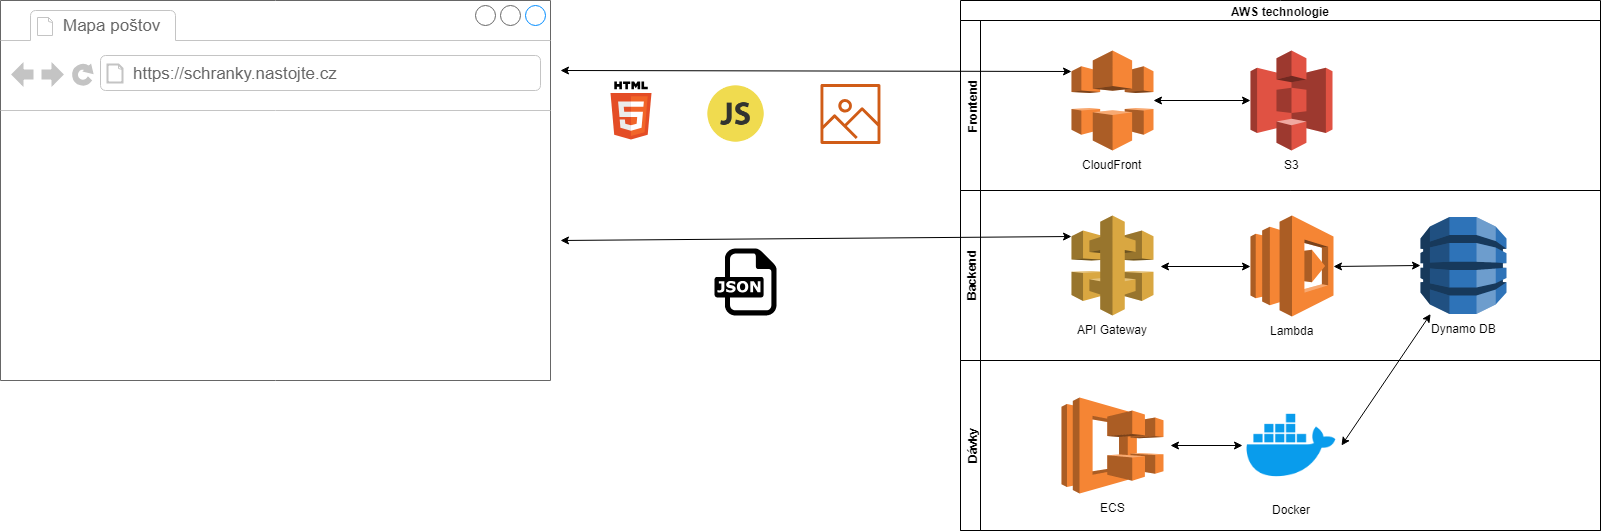 Mapa poštov
https://schranky.nastojte.cz
HTML
5
JS
JSON
AWS technologie
Frontend
CloudFront
S3
Backend
API Gateway
Lambda
Dynamo DB
Dávky
ECS
Docker